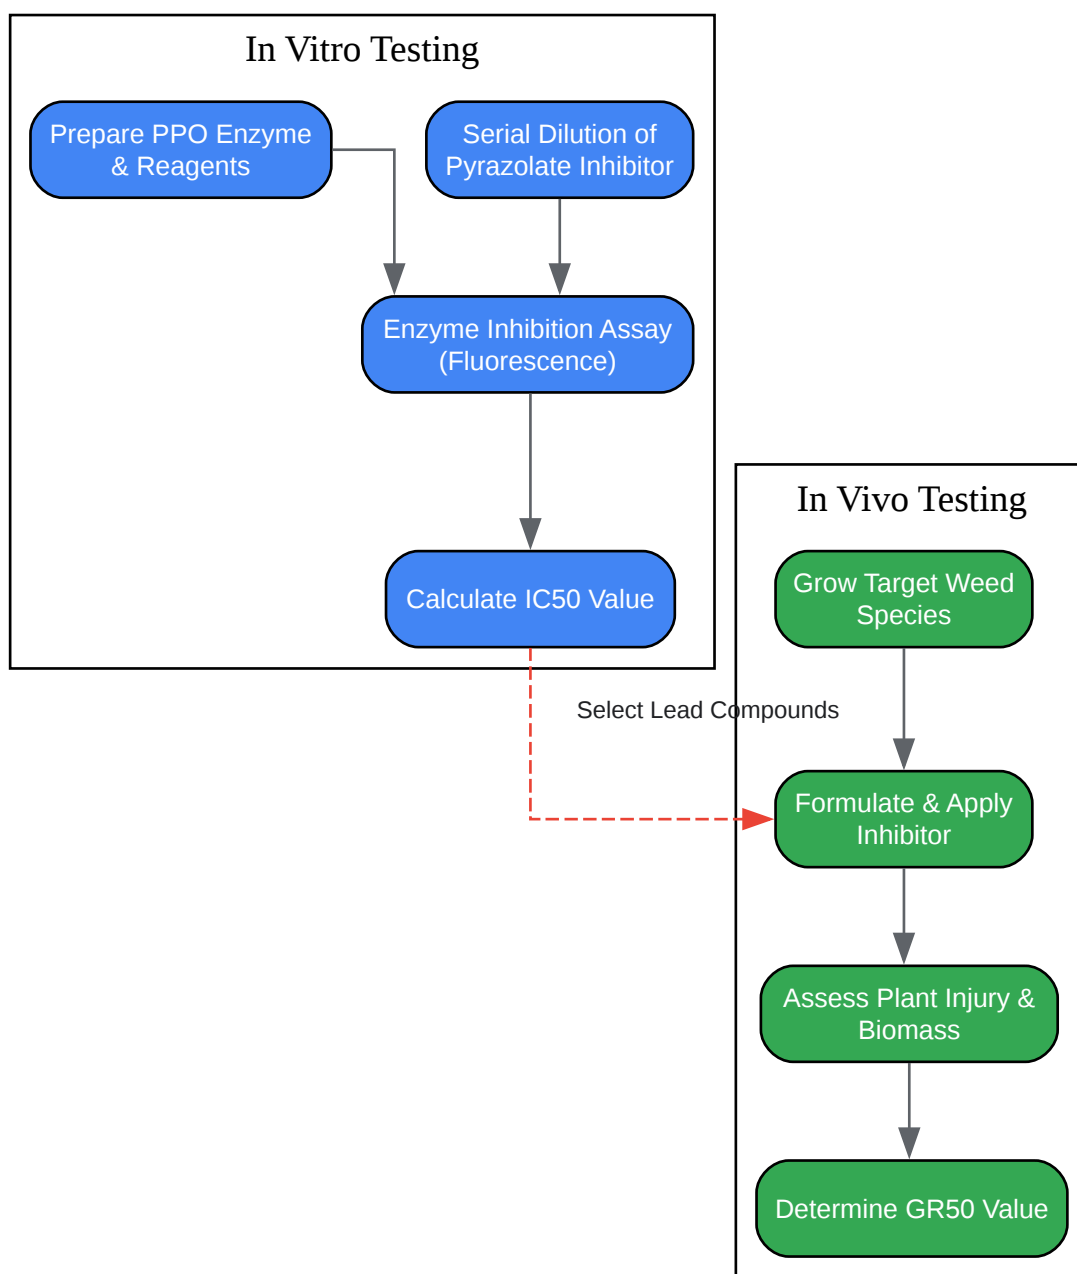 In Vitro Testing
Prepare PPO Enzyme
& Reagents
Serial Dilution of
Pyrazolate Inhibitor
Enzyme Inhibition Assay
(Fluorescence)
Calculate IC50 Value
Select Lead Compounds
In Vivo Testing
Grow Target Weed
Species
Formulate & Apply
Inhibitor
Assess Plant Injury &
Biomass
Determine GR50 Value